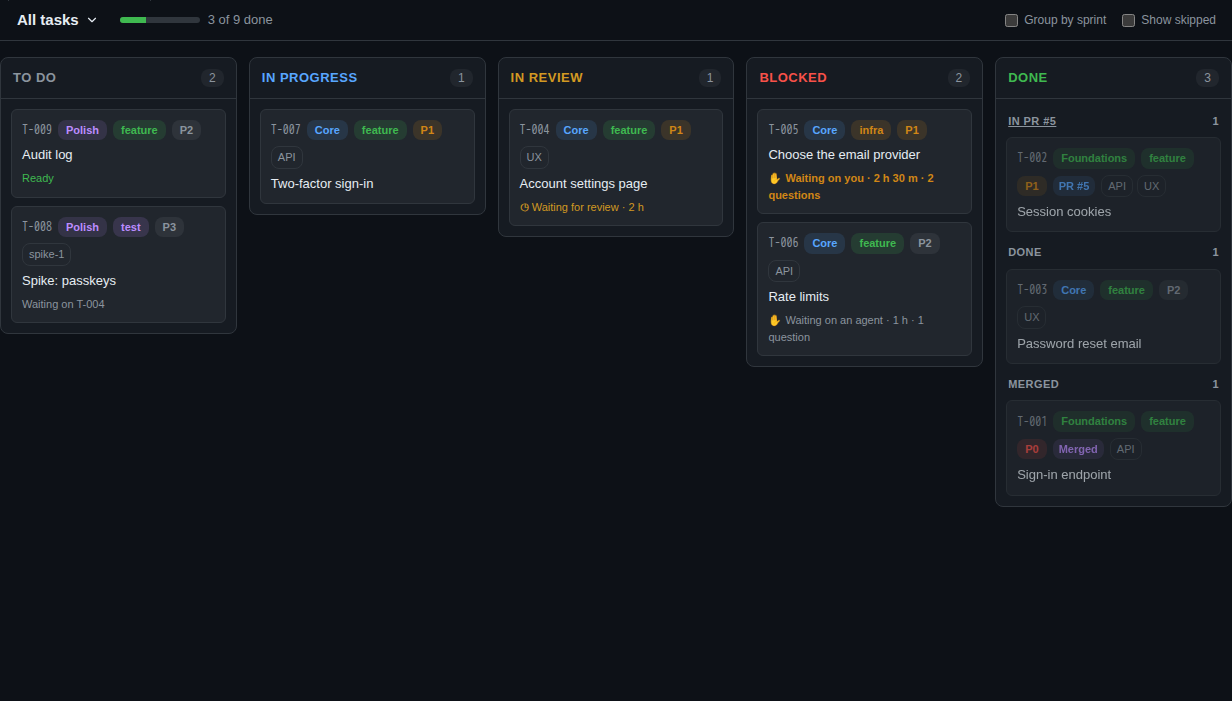 All tasks
3 of 9 done
Group by sprint
Show skipped
TO DO 2
T-009 Polish feature P2
Audit log
Ready
T-008 Polish test P3
spike-1
Spike: passkeys
Waiting on T-004
IN PROGRESS 1
T-007 Core feature P1
API
Two-factor sign-in
IN REVIEW 1
T-004 Core feature P1
UX
Account settings page
Waiting for review · 2 h
BLOCKED 2
T-005 Core infra P1
Choose the email provider
✋ Waiting on you · 2 h 30 m · 2
questions
T-006 Core feature P2
API
Rate limits
✋ Waiting on an agent · 1 h · 1
question
DONE 3
IN PR #5 1
T-002 Foundations feature
P1 PR #5 API UX
Session cookies
DONE 1
T-003 Core feature P2
UX
Password reset email
MERGED 1
T-001 Foundations feature
P0 Merged API
Sign-in endpoint